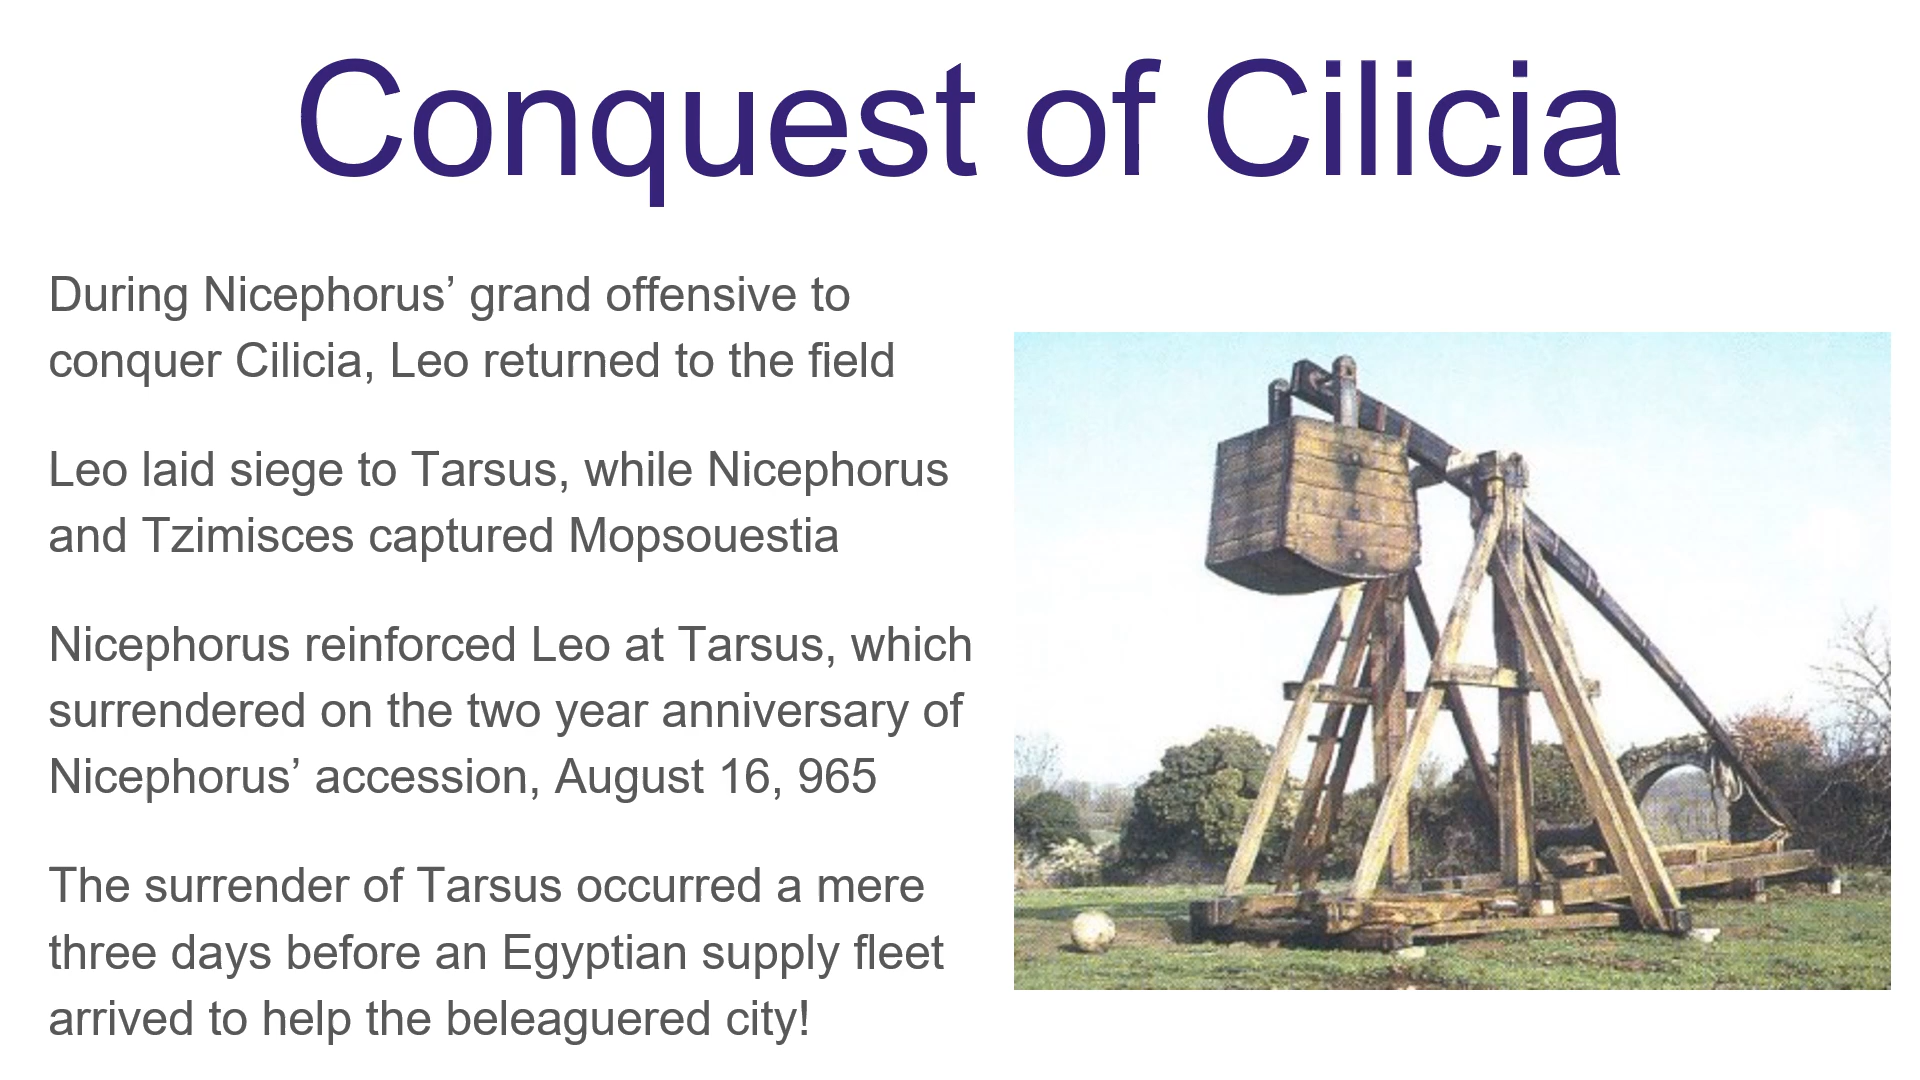 Conquest of Cilicia
During Nicephorus’ grand offensive to
conquer Cilicia, Leo returned to the field
Leo laid siege to Tarsus, while Nicephorus
and Tzimisces captured Mopsouestia
Nicephorus reinforced Leo at Tarsus, which
surrendered on the two year anniversary of
Nicephorus’ accession, August 16, 965
The surrender of Tarsus occurred a mere
three days before an Egyptian supply fleet
arrived to help the beleaguered city!